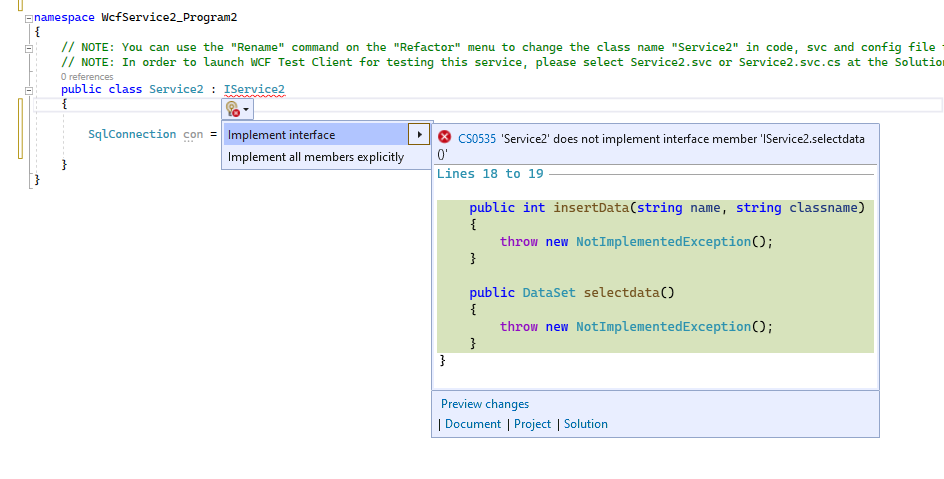 namespace WcfService2_Program2
{
// NOTE: You can use the "Rename" command on the "Refactor" menu to change the class name "Service2" in code, svc and config file
// NOTE: In order to launch WCF Test Client for testing this service, please select Service2.svc or Service2.svc.cs at the Solution
0 references
public class Service2 : IService2
{
SqlConnection con =
}
}
Implement interface
Implement all members explicitly
CS0535 'Service2' does not implement interface member 'IService2.selectdata
()'
Lines 18 to 19
public int insertData(string name, string classname)
{
throw new NotImplementedException();
}
public DataSet selectdata()
{
throw new NotImplementedException();
}
}
Preview changes
| Document | Project | Solution